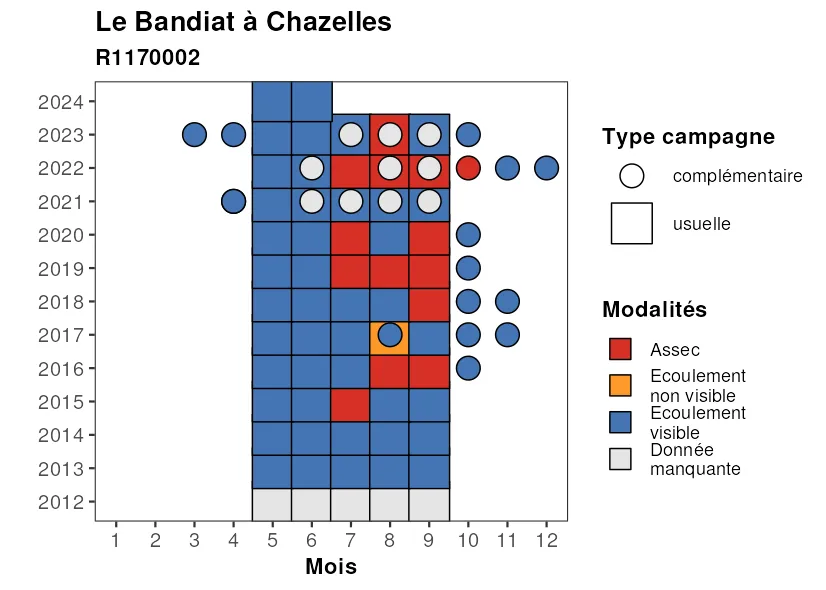 Le Bandiat à Chazelles
R1170002
2024
2023
2022
2021
2020
2019
2018
2017
2016
2015
2014
2013
2012
1 2 3 4 5 6 7 8 9 10 11 12
Mois
Type campagne
complémentaire
usuelle
Modalités
Assec
Ecoulement
non visible
Ecoulement
visible
Donnée
manquante